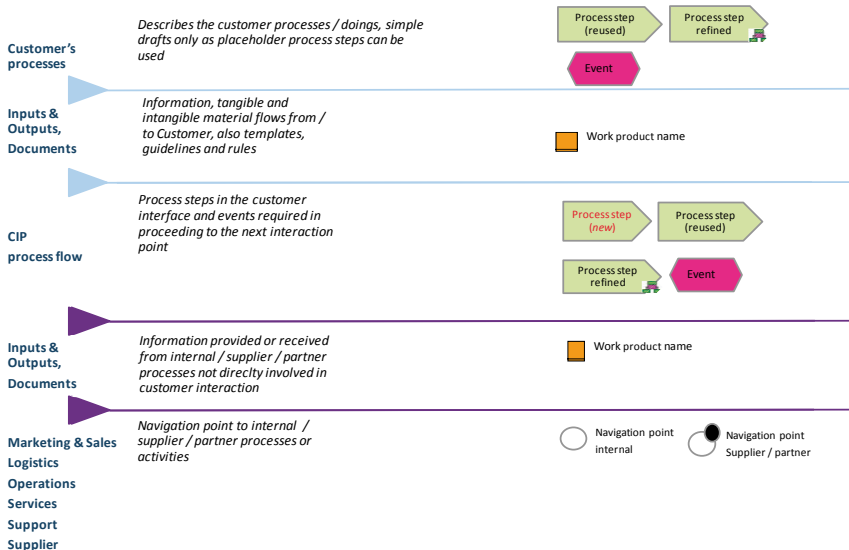 Customer's
processes
Describes the customer processes / doings, simple
drafts only as placeholder process steps can be
used
Process step
(reused)
Process step
refined
Event
Inputs &
Outputs,
Documents
Information, tangible and
intangible material flows from /
to Customer, also templates,
guidelines and rules
Work product name
CIP
process flow
Process steps in the customer
interface and events required in
proceeding to the next interaction
point
Process step
(new)
Process step
(reused)
Process step
refined
Event
Inputs &
Outputs,
Documents
Information provided or received
from internal / supplier / partner
processes not direclty involved in
customer interaction
Work product name
Marketing & Sales
Logistics
Operations
Services
Support
Supplier
Navigation point to internal /
supplier / partner processes or
activities
Navigation point
internal
Navigation point
Supplier / partner